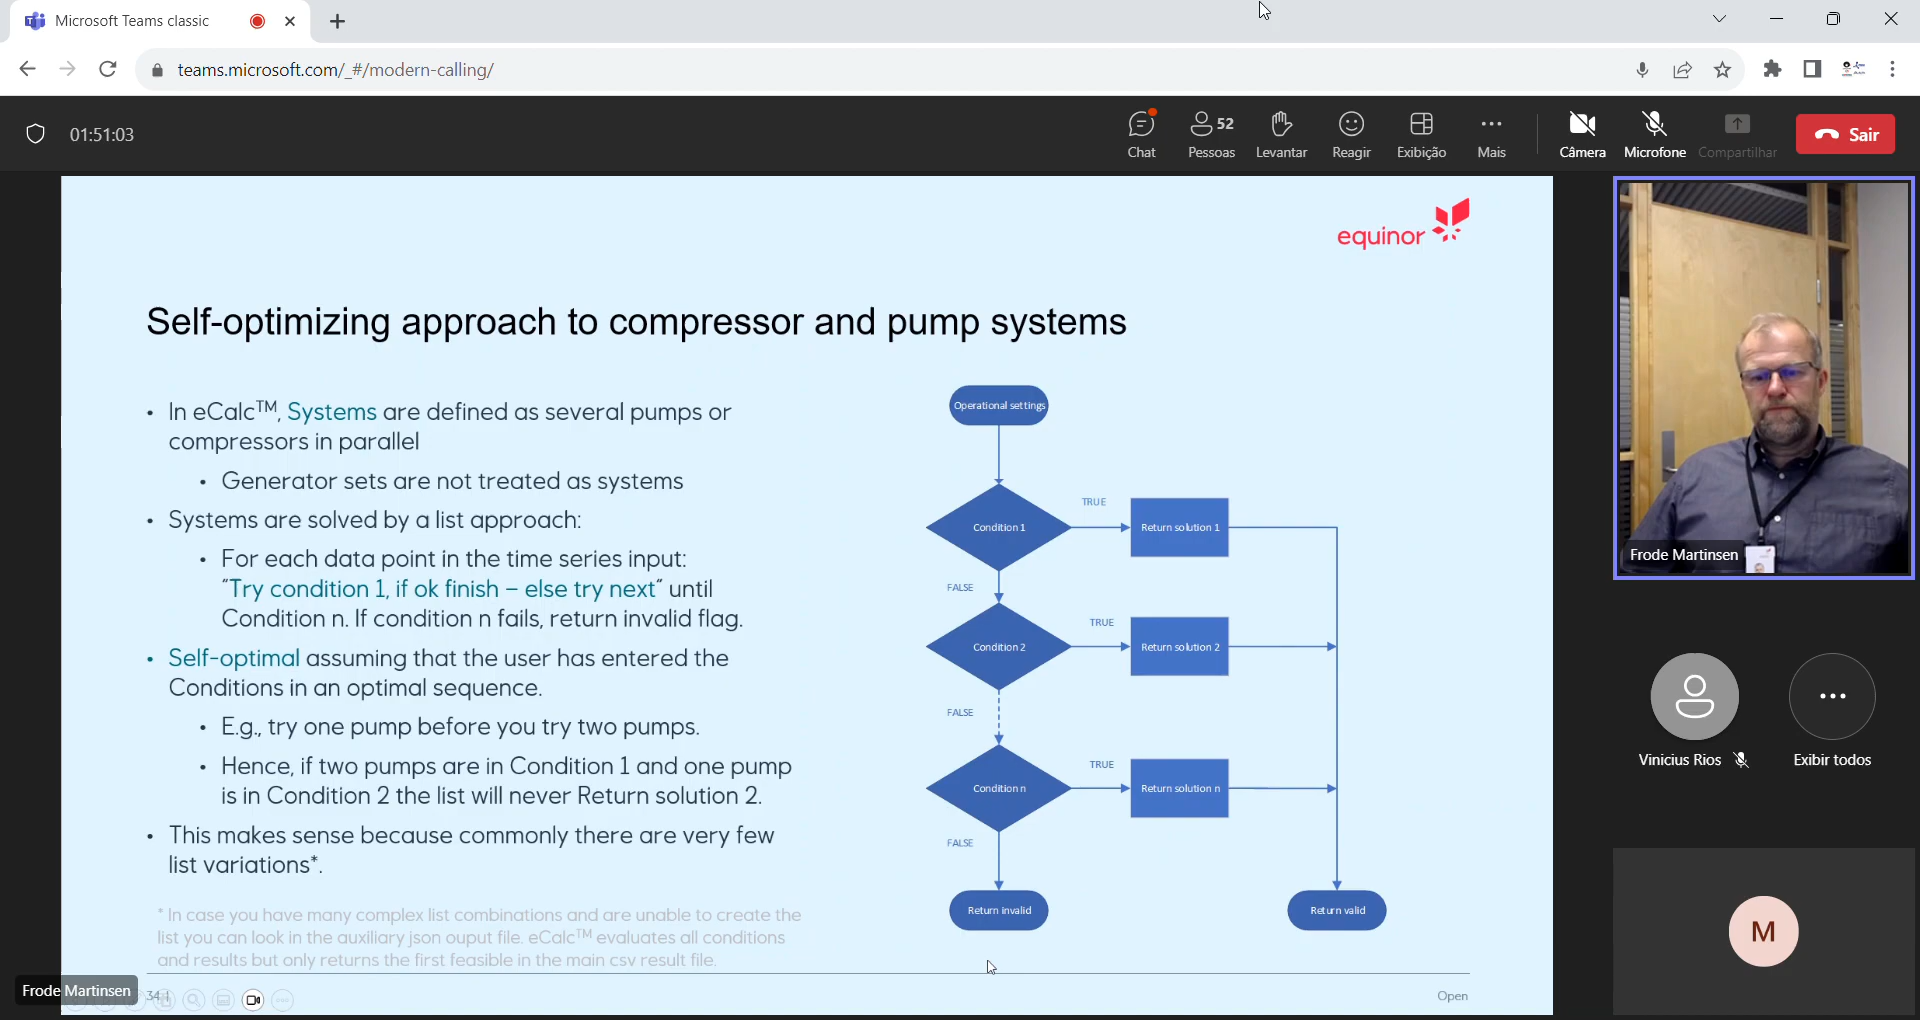 Microsoft Teams classic
teams.microsoft.com/_#/modern-calling/
01:51:03
Chat
52
Pessoas
Levantar
Reagir
Exibição
Mais
Câmera
Microfone
Compartilhar
Sair
equinor
Self-optimizing approach to compressor and pump systems
• In eCalc™, Systems are defined as several pumps or
compressors in parallel
• Generator sets are not treated as systems
• Systems are solved by a list approach:
• For each data point in the time series input:
"Try condition 1, if ok finish – else try next" until
Condition n. If condition n fails, return invalid flag.
• Self-optimal assuming that the user has entered the
Conditions in an optimal sequence.
• E.g., try one pump before you try two pumps.
• Hence, if two pumps are in Condition 1 and one pump
is in Condition 2 the list will never Return solution 2.
• This makes sense because commonly there are very few
list variations*.
* In case you have many complex list combinations and are unable to create the
list you can look in the auxiliary json ouput file. eCalc™ evaluates all conditions
and results but only returns the first feasible in the main csv result file.
Operational settings
Condition 1
TRUE
Return solution 1
FALSE
Condition 2
TRUE
Return solution 2
FALSE
Condition n
TRUE
Return solution n
FALSE
Return invalid
Return valid
34 |
Open
Frode Martinsen
Frode Martinsen
Vinicius Rios
Exibir todos
M